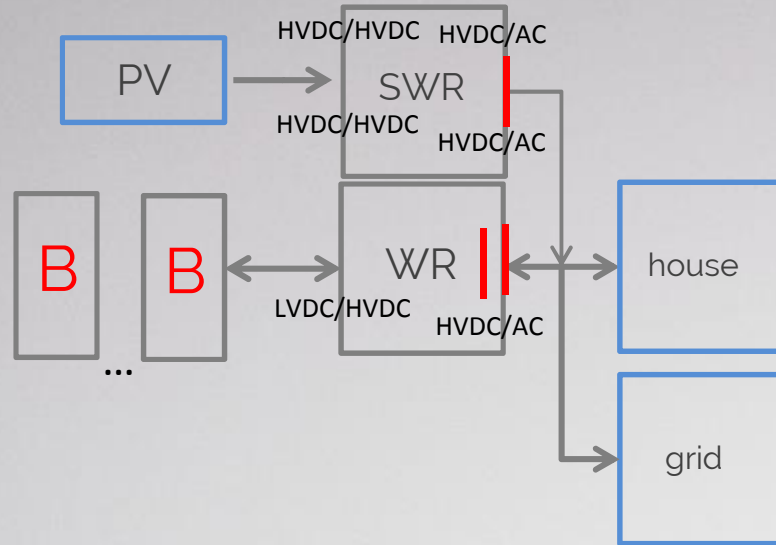 HVDC/HVDC
HVDC/AC
PV
SWR
HVDC/HVDC
HVDC/AC
B
B
WR
house
LVDC/HVDC
HVDC/AC
...
grid